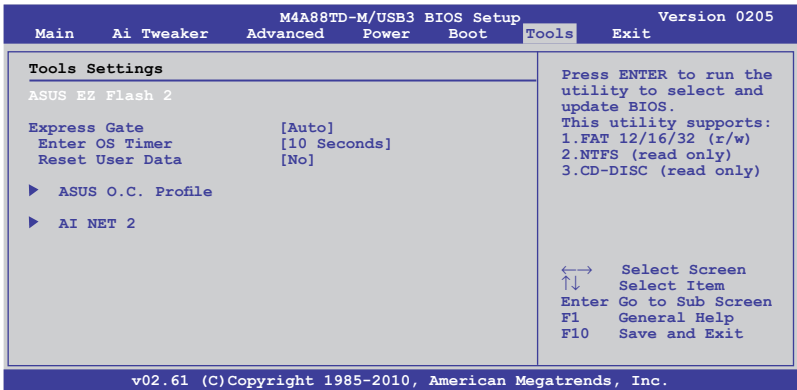 M4A88TD-M/USB3 BIOS Setup Version 0205
Main Ai Tweaker Advanced Power Boot Tools Exit
Tools Settings
ASUS EZ Flash 2
Express Gate [Auto]
Enter OS Timer [10 Seconds]
Reset User Data [No]
▶ ASUS O.C. Profile
▶ AI NET 2
Press ENTER to run the
utility to select and
update BIOS.
This utility supports:
1.FAT 12/16/32 (r/w)
2.NTFS (read only)
3.CD-DISC (read only)
←→ Select Screen
↑↓ Select Item
Enter Go to Sub Screen
F1 General Help
F10 Save and Exit
v02.61 (C)Copyright 1985-2010, American Megatrends, Inc.